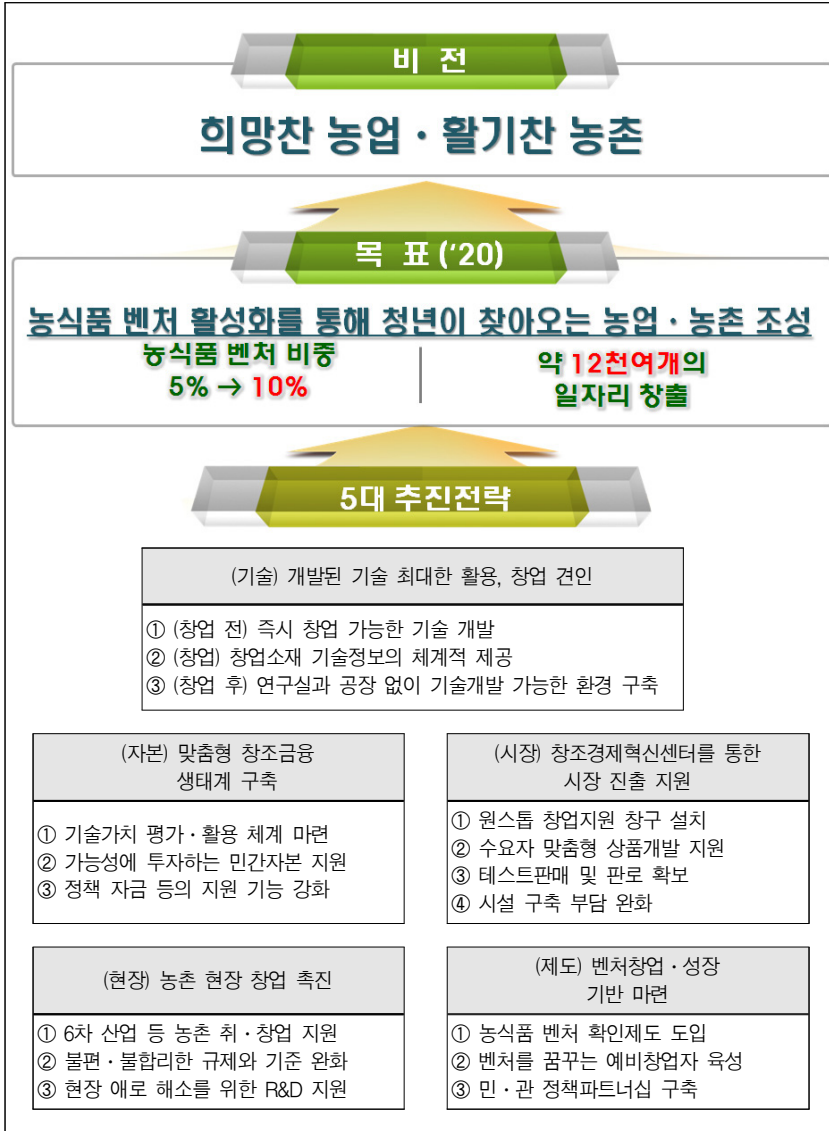 비 전
희망찬 농업 · 활기찬 농촌
목 표 ('20)
농식품 벤처 활성화를 통해 청년이 찾아오는 농업 · 농촌 조성
농식품 벤처 비중
5% → 10%
약 12천여개의
일자리 창출
5대 추진전략
(기술) 개발된 기술 최대한 활용, 창업 견인
① (창업 전) 즉시 창업 가능한 기술 개발
② (창업) 창업소재 기술정보의 체계적 제공
③ (창업 후) 연구실과 공장 없이 기술개발 가능한 환경 구축
(자본) 맞춤형 창조금융
생태계 구축
① 기술가치 평가 · 활용 체계 마련
② 가능성에 투자하는 민간자본 지원
③ 정책 자금 등의 지원 기능 강화
(시장) 창조경제혁신센터를 통한
시장 진출 지원
① 원스톱 창업지원 창구 설치
② 수요자 맞춤형 상품개발 지원
③ 테스트판매 및 판로 확보
④ 시설 구축 부담 완화
(현장) 농촌 현장 창업 촉진
① 6차 산업 등 농촌 취 · 창업 지원
② 불편 · 불합리한 규제와 기준 완화
③ 현장 애로 해소를 위한 R&D 지원
(제도) 벤처창업 · 성장
기반 마련
① 농식품 벤처 확인제도 도입
② 벤처를 꿈꾸는 예비창업자 육성
③ 민 · 관 정책파트너십 구축